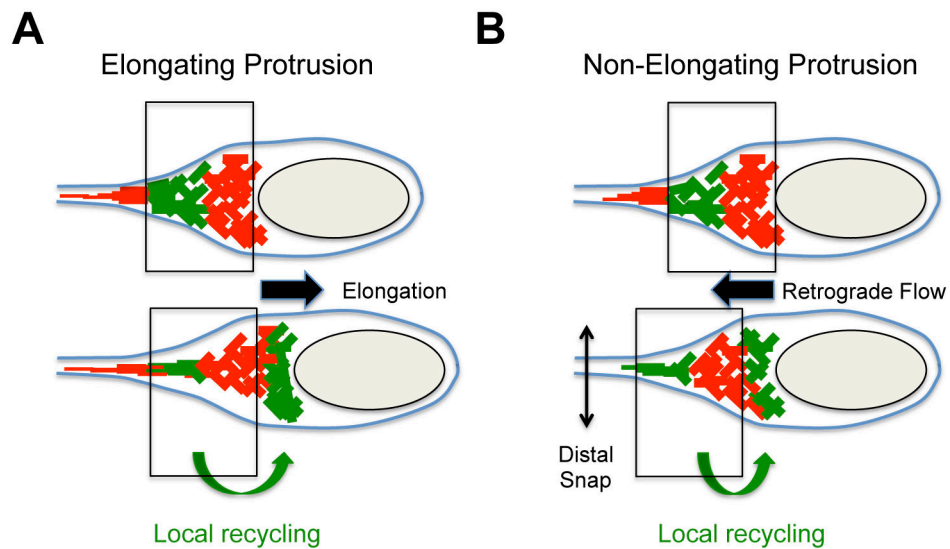 A
Elongating Protrusion
Elongation
Local recycling
B
Non-Elongating Protrusion
Retrograde Flow
Distal
Snap
Local recycling